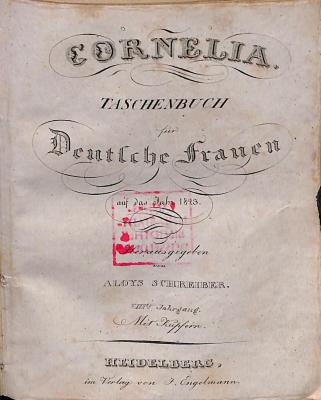 CORNELIA.
TASCHENBUCH
für
Deutsche Frauen
auf das Jahr 1823.
Herausgegeben
von
ALOYS SCHREIBER.
Jahrgang.
Mit Kupfern.
HEIDELBERG,
im Verlag von J. Engelmann.